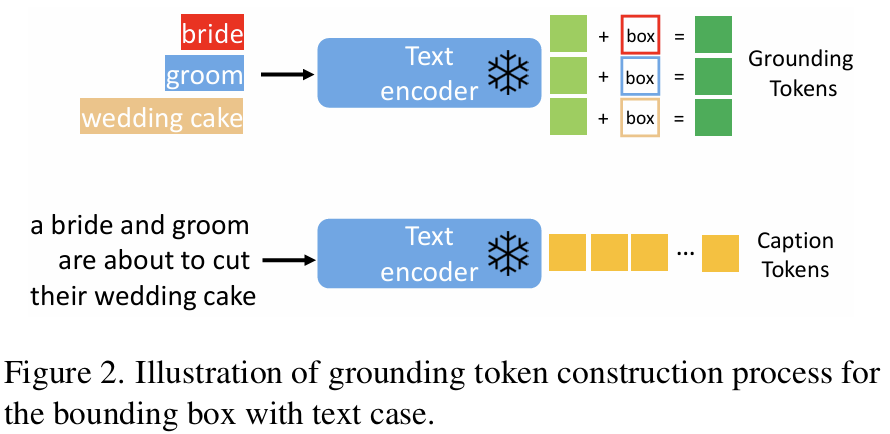 bride
groom
wedding cake
Text
encoder
+ box =
+ box =
+ box =
Grounding
Tokens
a bride and groom
are about to cut
their wedding cake
Text
encoder
...
Caption
Tokens
Figure 2. Illustration of grounding token construction process for
the bounding box with text case.